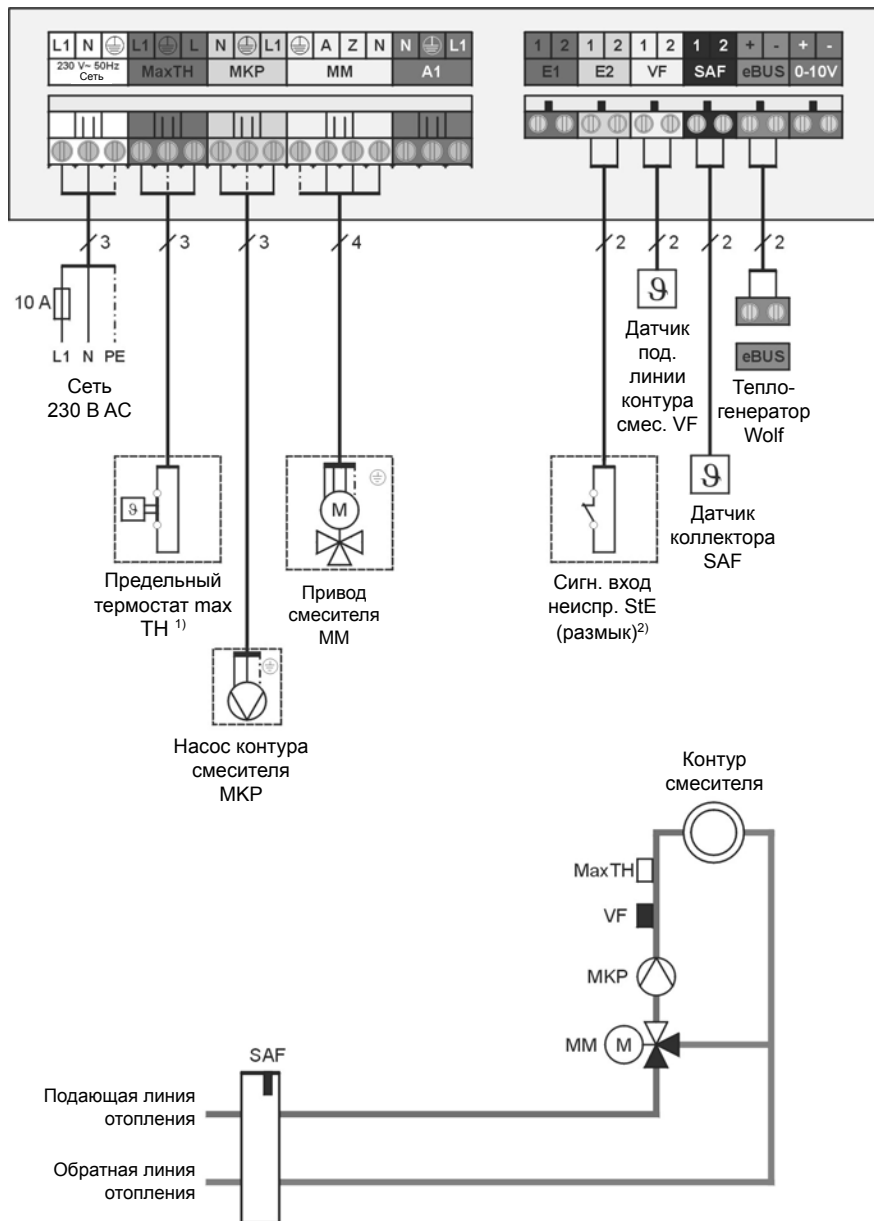 L1 N L1 L N L1 A Z N N L1
230 V~ 50Hz
Сеть
MaxTH MKP MM A1
1 2 1 2 1 2 1 2 + - + -
E1 E2 VF SAF eBUS 0-10V
3 3 3 4 2 2 2 2
10 A
L1 N PE
Сеть
230 В AC
Датчик
под.
линии
контура
смес. VF
eBUS
Тепло-
генератор
Wolf
M
Предельный
термостат max
TH 1)
Привод
смесителя
MM
Сигн. вход
неиспр. StE
(размык)2)
Датчик
коллектора
SAF
Насос контура
смесителя
MKP
Контур
смесителя
MaxTH
VF
MKP
MM M
SAF
Подающая линия
отопления
Обратная линия
отопления